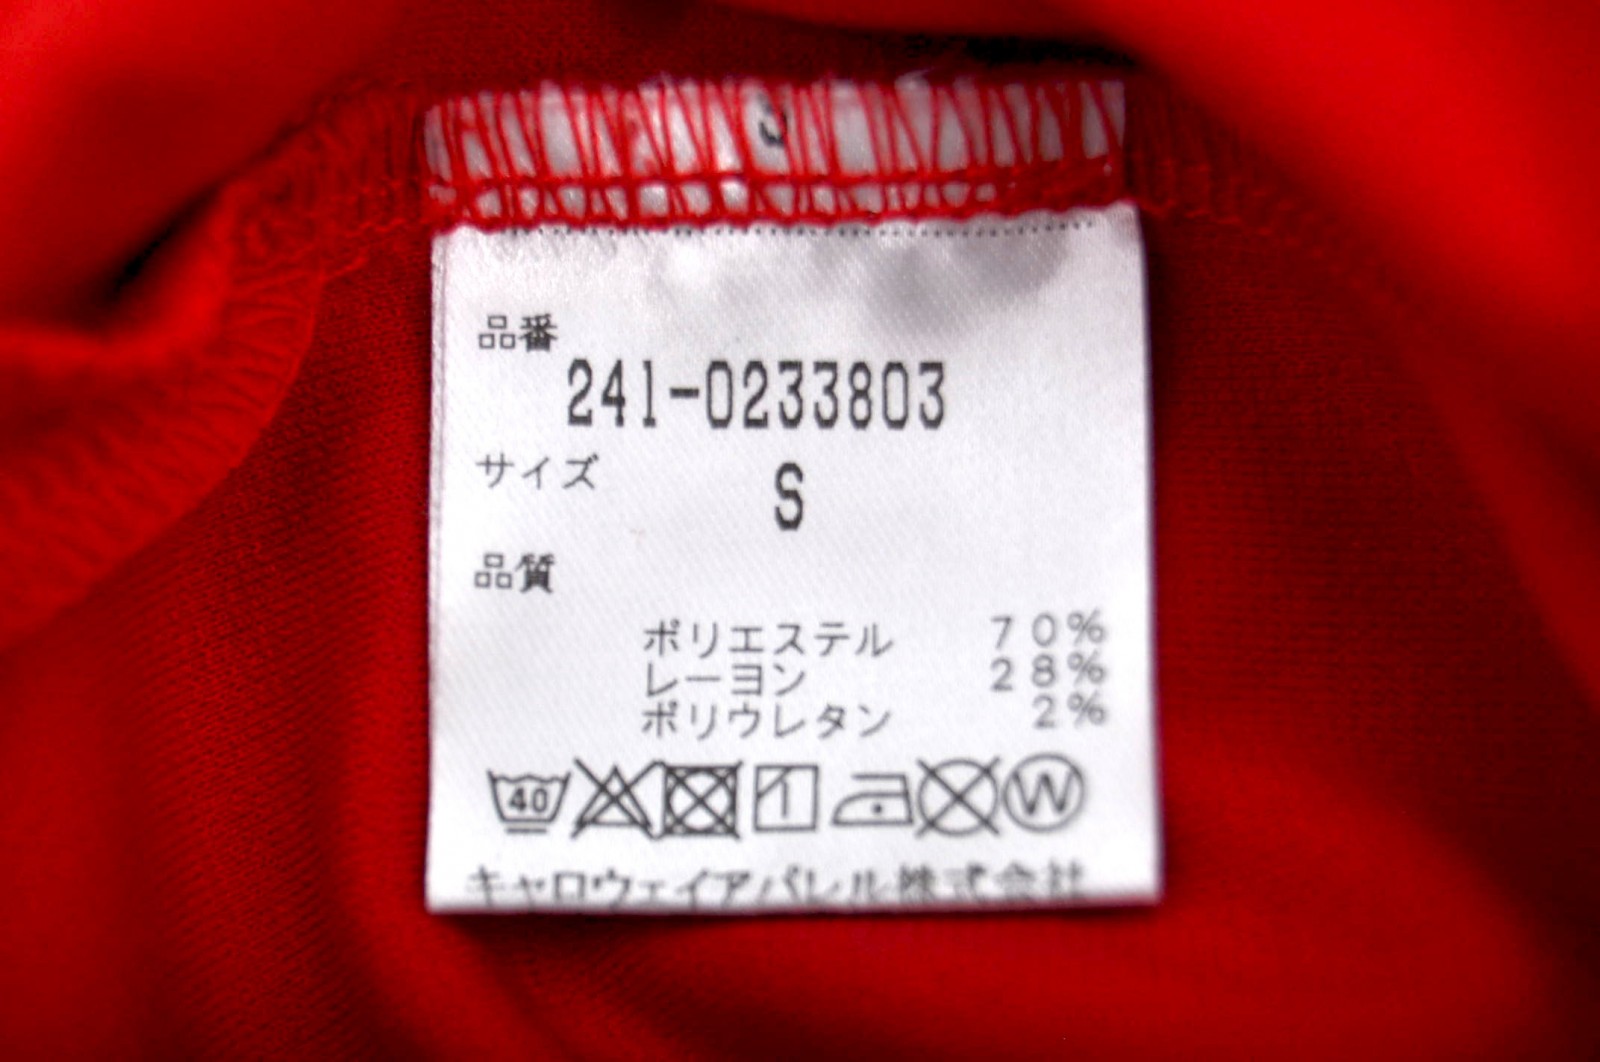 品番
241-0233803
サイズ
S
品質
ポリエステル 70%
レーヨン 28%
ポリウレタン 2%
40
W
キャロウェイアパレル株式会社